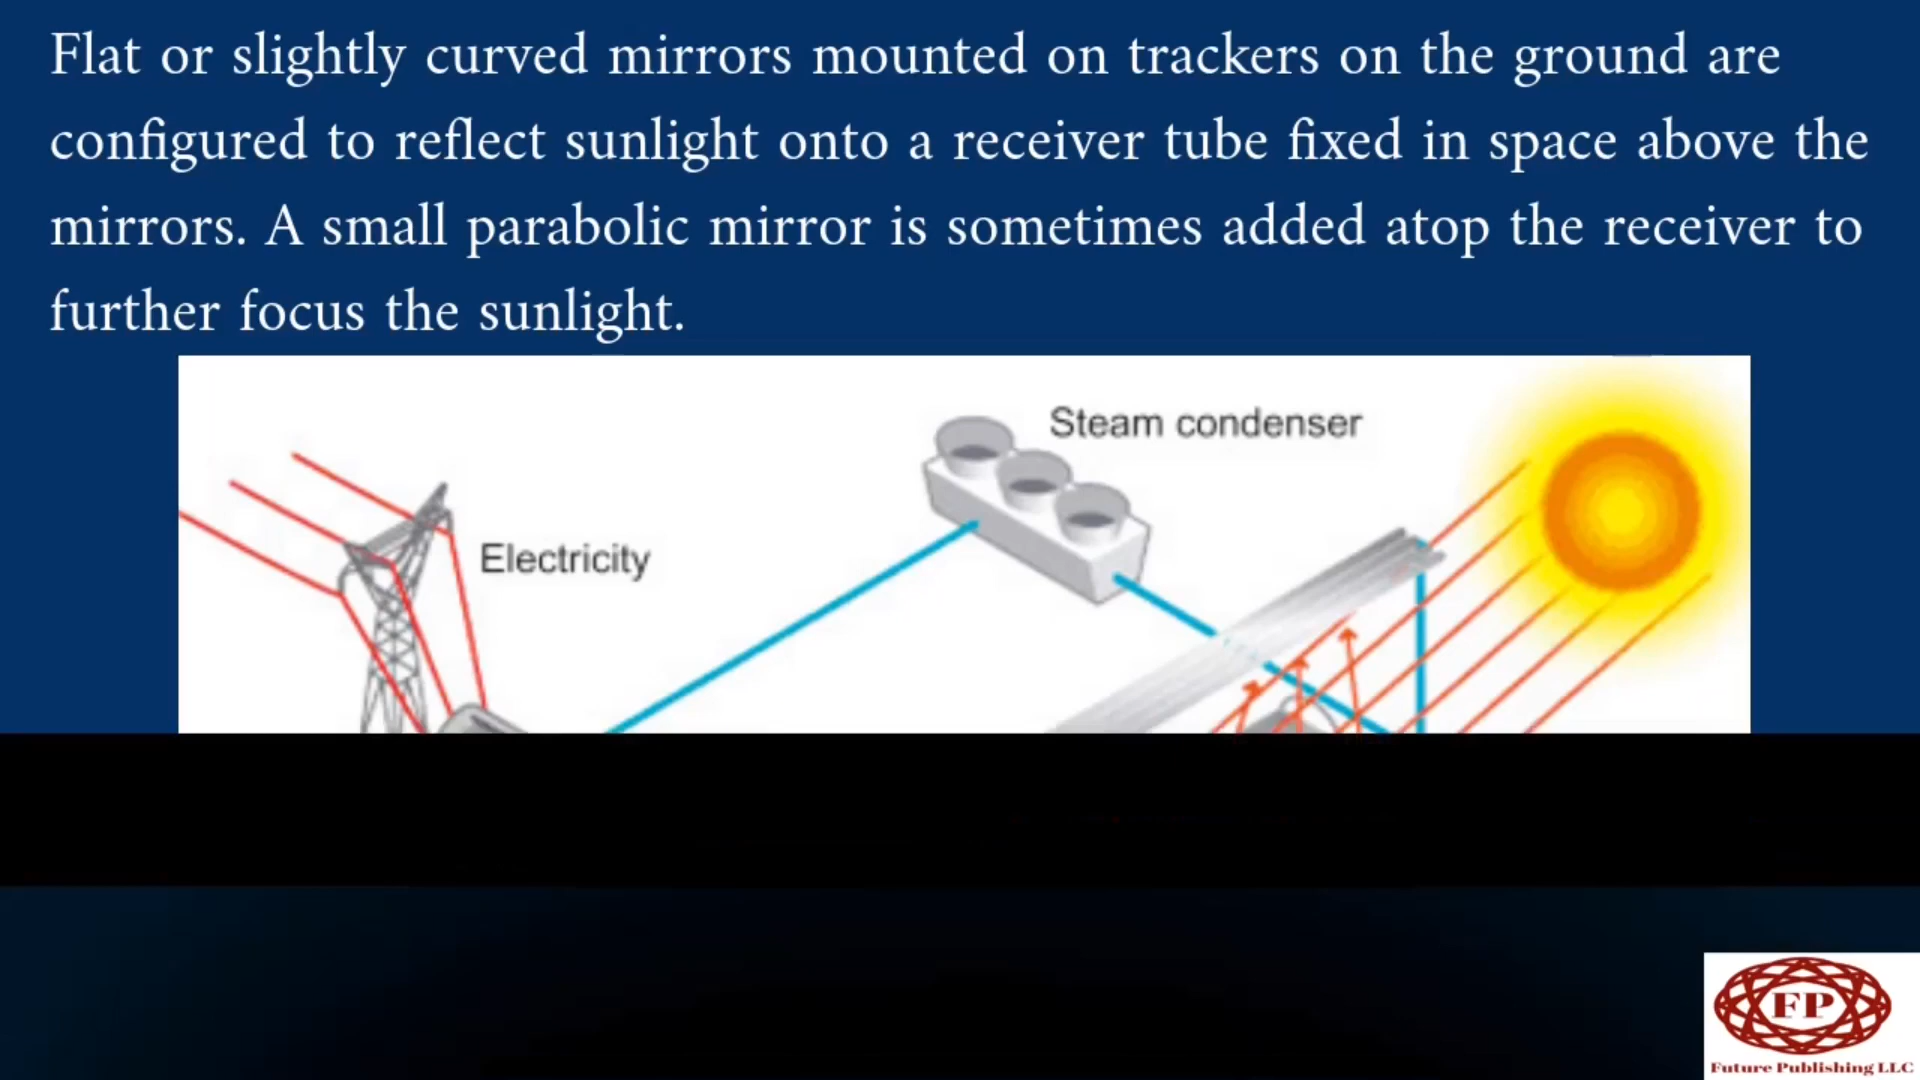 Flat or slightly curved mirrors mounted on trackers on the ground are
configured to reflect sunlight onto a receiver tube fixed in space above the
mirrors. A small parabolic mirror is sometimes added atop the receiver to
further focus the sunlight.
Steam condenser
Electricity
FP
Future Publishing LLC